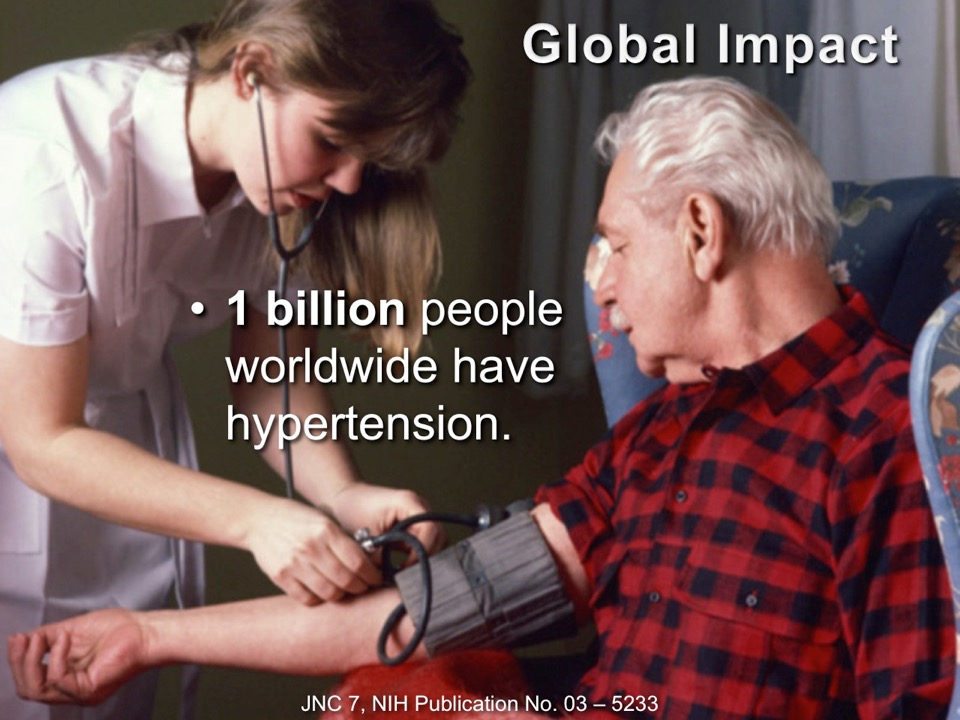 Global Impact
• 1 billion people
worldwide have
hypertension.
JNC 7, NIH Publication No. 03 – 5233